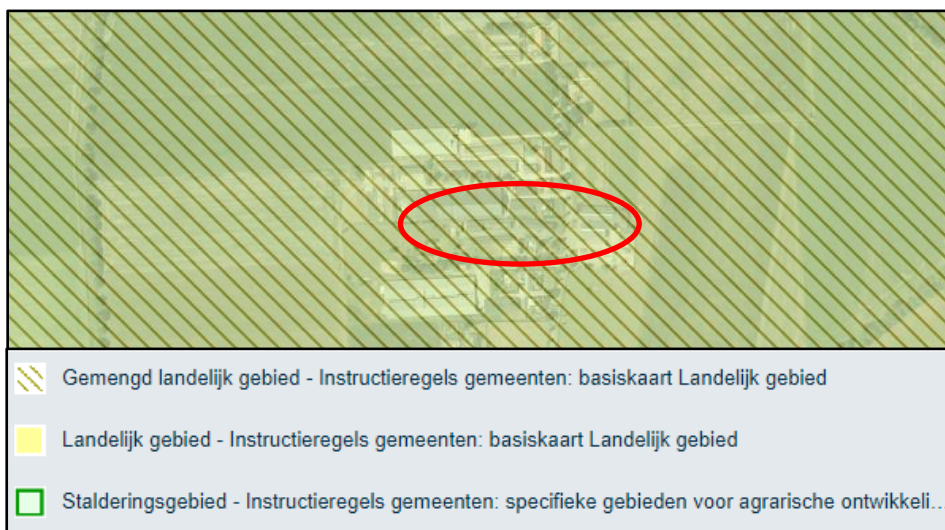 Gemengd landelijk gebied - Instructieregels gemeenten: basiskaart Landelijk gebied
Landelijk gebied - Instructieregels gemeenten: basiskaart Landelijk gebied
Stalderingsgebied - Instructieregels gemeenten: specifieke gebieden voor agrarische ontwikkeli...